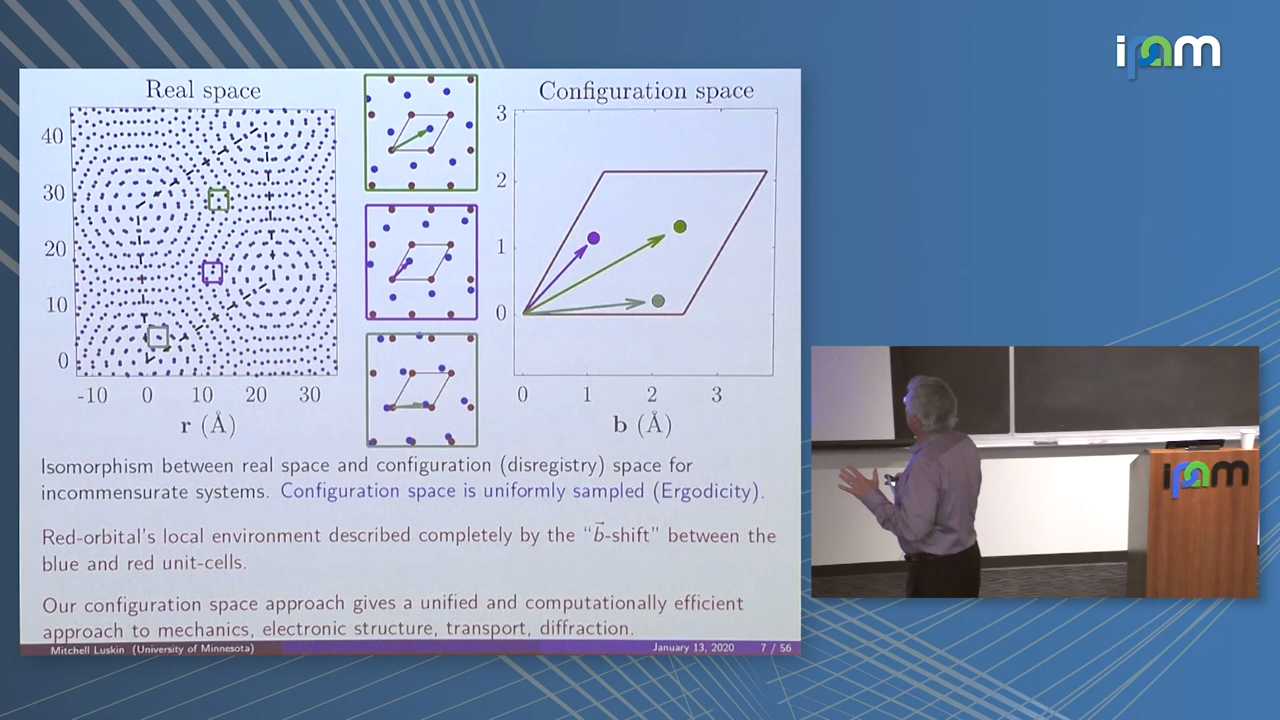 ipam
Real space
Configuration space
40
30
20
10
0
-10 0 10 20 30
r (Å)
3
2
1
0
0 1 2 3
b (Å)
Isomorphism between real space and configuration (disregistry) space for
incommensurate systems. Configuration space is uniformly sampled (Ergodicity).
Red-orbital's local environment described completely by the “b⃗-shift” between the
blue and red unit-cells.
Our configuration space approach gives a unified and computationally efficient
approach to mechanics, electronic structure, transport, diffraction.
Mitchell Luskin (University of Minnesota)
January 13, 2020
7 / 56
ipam